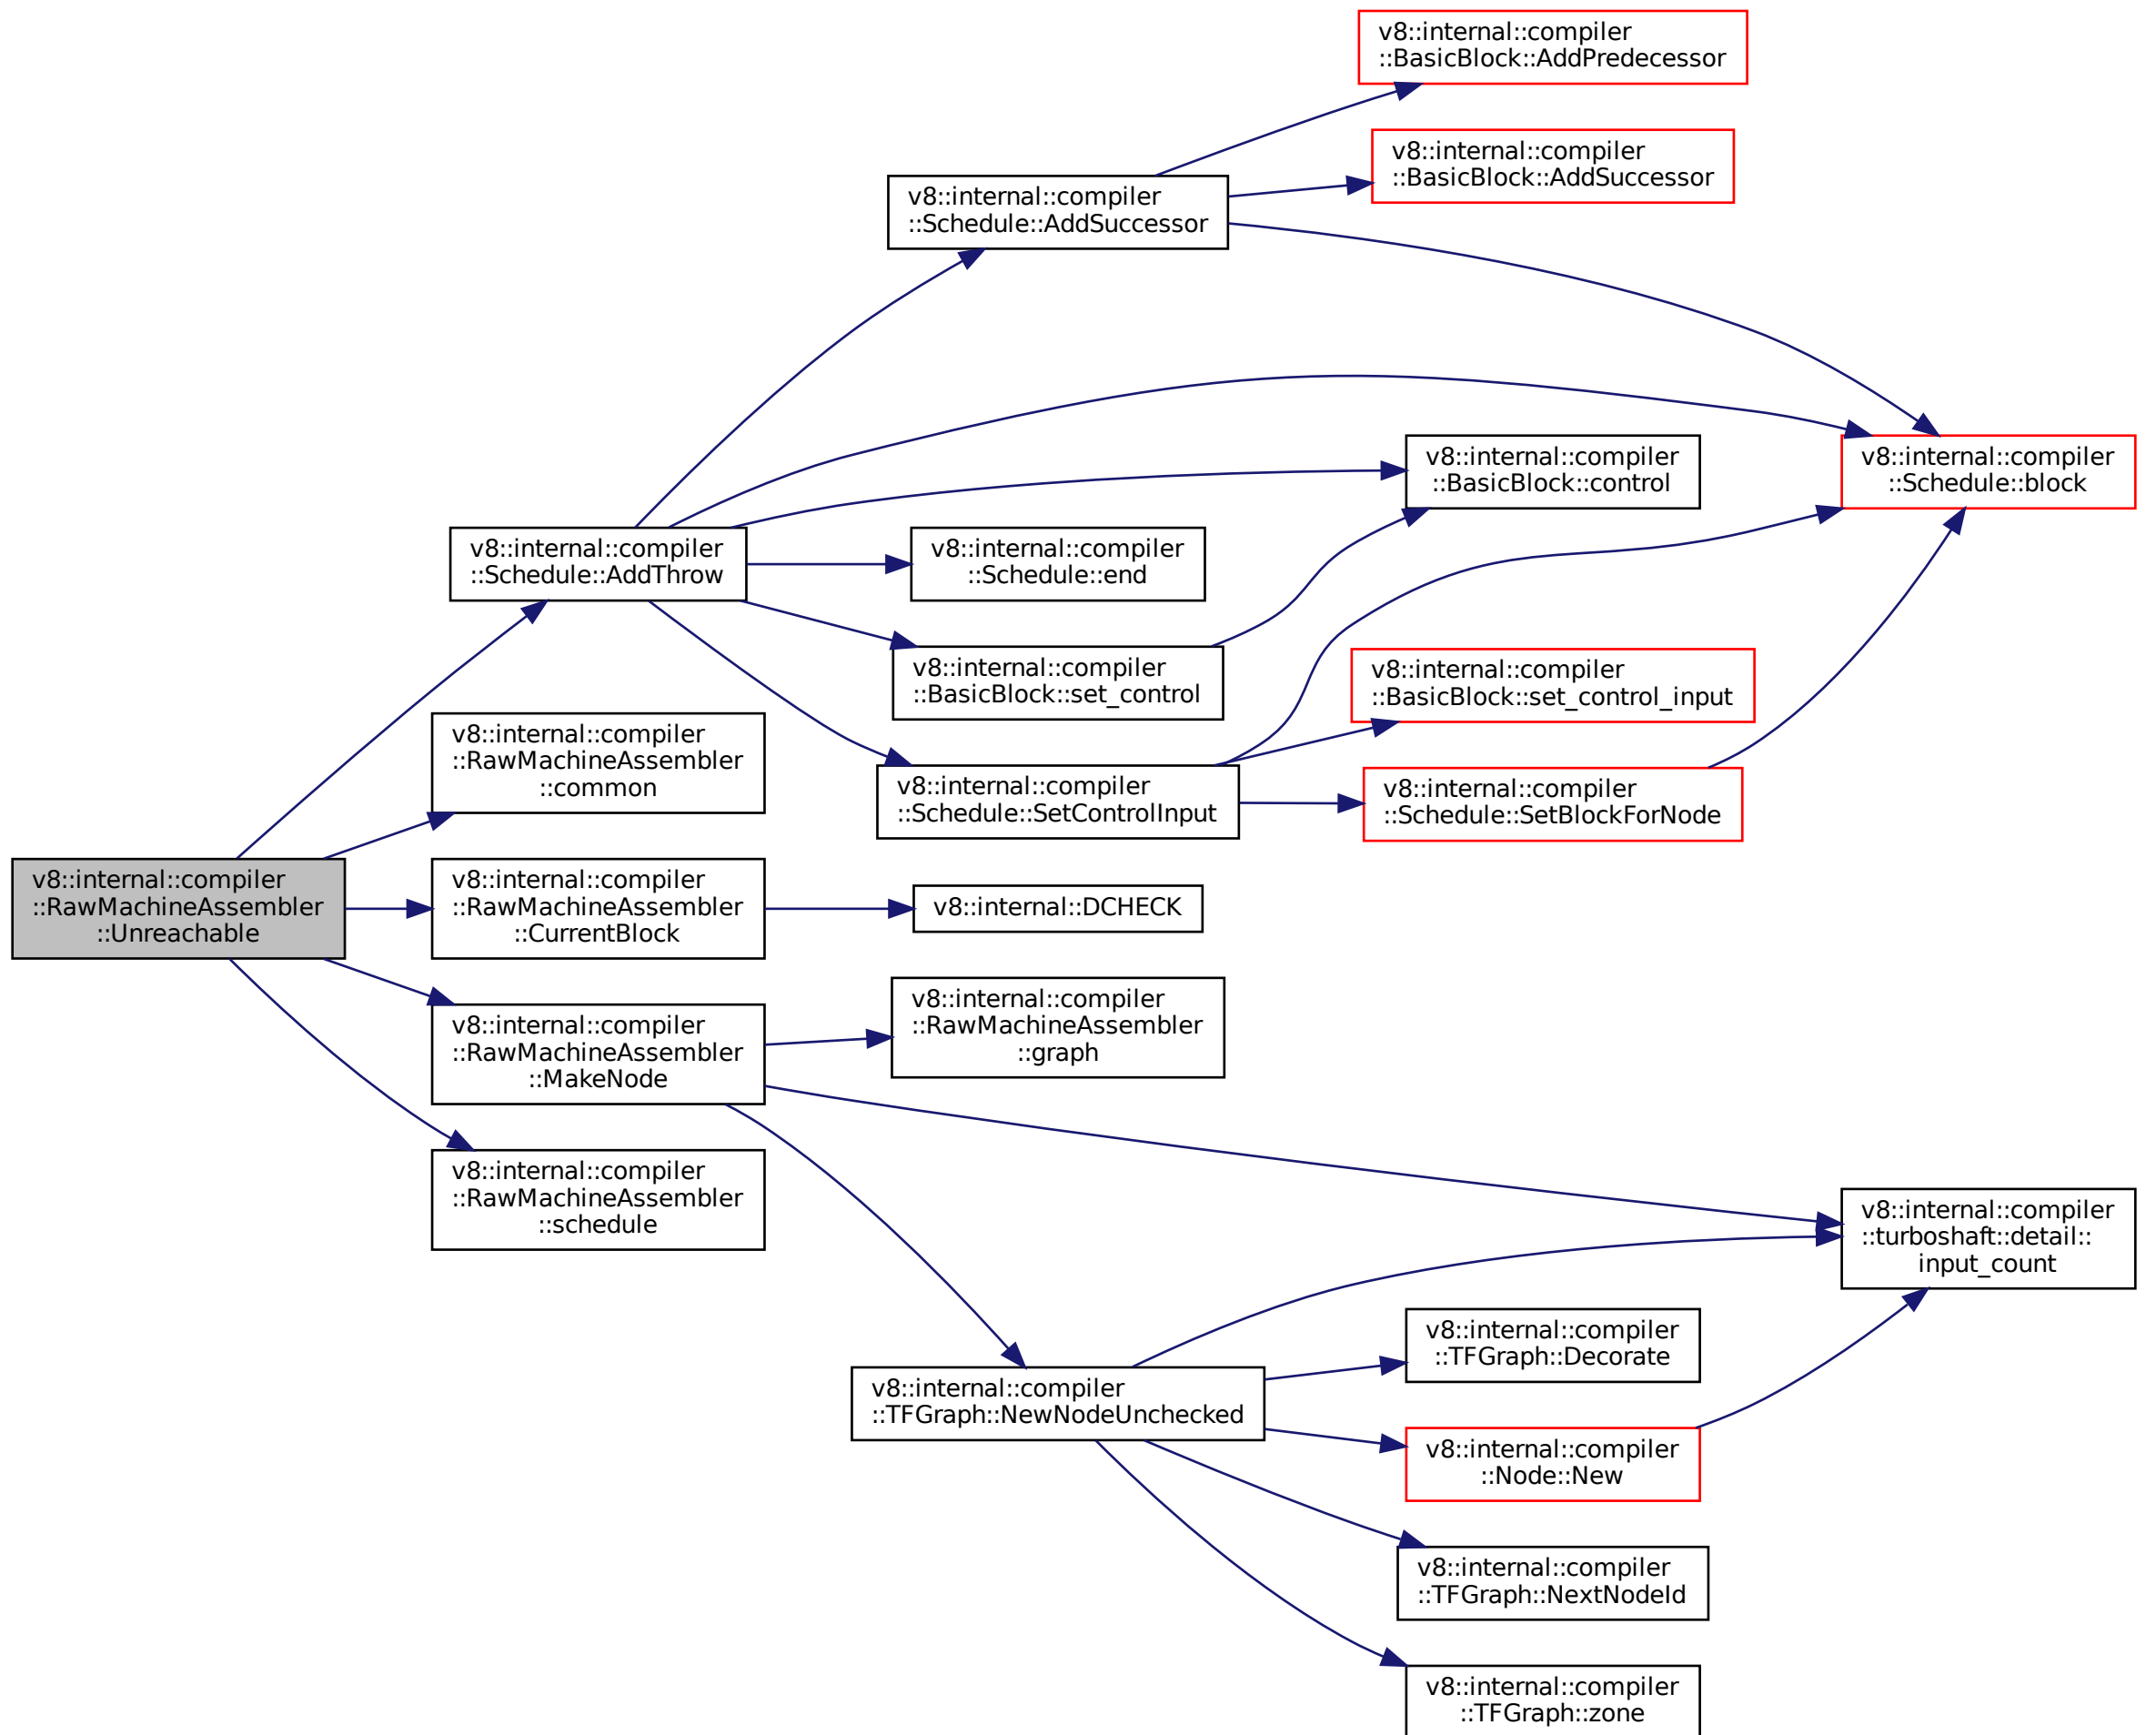 v8::internal::compiler
::BasicBlock::AddPredecessor
v8::internal::compiler
::BasicBlock::AddSuccessor
v8::internal::compiler
::Schedule::AddSuccessor
v8::internal::compiler
::BasicBlock::control
v8::internal::compiler
::Schedule::block
v8::internal::compiler
::Schedule::AddThrow
v8::internal::compiler
::Schedule::end
v8::internal::compiler
::BasicBlock::set_control
v8::internal::compiler
::BasicBlock::set_control_input
v8::internal::compiler
::RawMachineAssembler
::common
v8::internal::compiler
::Schedule::SetControlInput
v8::internal::compiler
::Schedule::SetBlockForNode
v8::internal::compiler
::RawMachineAssembler
::Unreachable
v8::internal::compiler
::RawMachineAssembler
::CurrentBlock
v8::internal::DCHECK
v8::internal::compiler
::RawMachineAssembler
::MakeNode
v8::internal::compiler
::RawMachineAssembler
::graph
v8::internal::compiler
::RawMachineAssembler
::schedule
v8::internal::compiler
::turboshaft::detail::
input_count
v8::internal::compiler
::TFGraph::NewNodeUnchecked
v8::internal::compiler
::TFGraph::Decorate
v8::internal::compiler
::Node::New
v8::internal::compiler
::TFGraph::NextNodeId
v8::internal::compiler
::TFGraph::zone